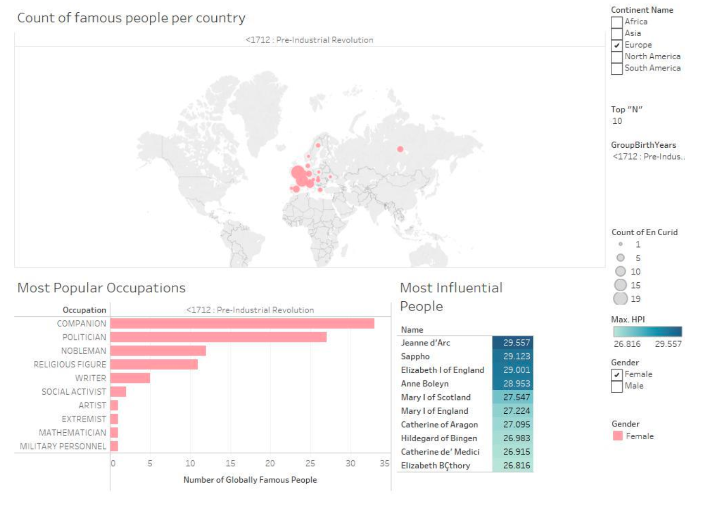 Count of famous people per country
<1712 : Pre-Industrial Revolution
Continent Name
Africa
Asia
Europe
North America
South America
Top "N"
10
GroupBirthYears
<1712 : Pre-Indus..
Count of En Curid
1
5
10
15
19
Max. HPI
26.816 29.557
Gender
Female
Male
Gender
Female
Most Popular Occupations
Occupation
<1712 : Pre-Industrial Revolution
COMPANION
POLITICIAN
NOBLEMAN
RELIGIOUS FIGURE
WRITER
SOCIAL ACTIVIST
ARTIST
EXTREMIST
MATHEMATICIAN
MILITARY PERSONNEL
0 5 10 15 20 25 30 35
Number of Globally Famous People
Most Influential
People
Name
Jeanne d'Arc 29.557
Sappho 29.123
Elizabeth I of England 29.001
Anne Boleyn 28.953
Mary I of Scotland 27.547
Mary I of England 27.224
Catherine of Aragon 27.095
Hildegard of Bingen 26.983
Catherine de' Medici 26.915
Elizabeth BÇthory 26.816